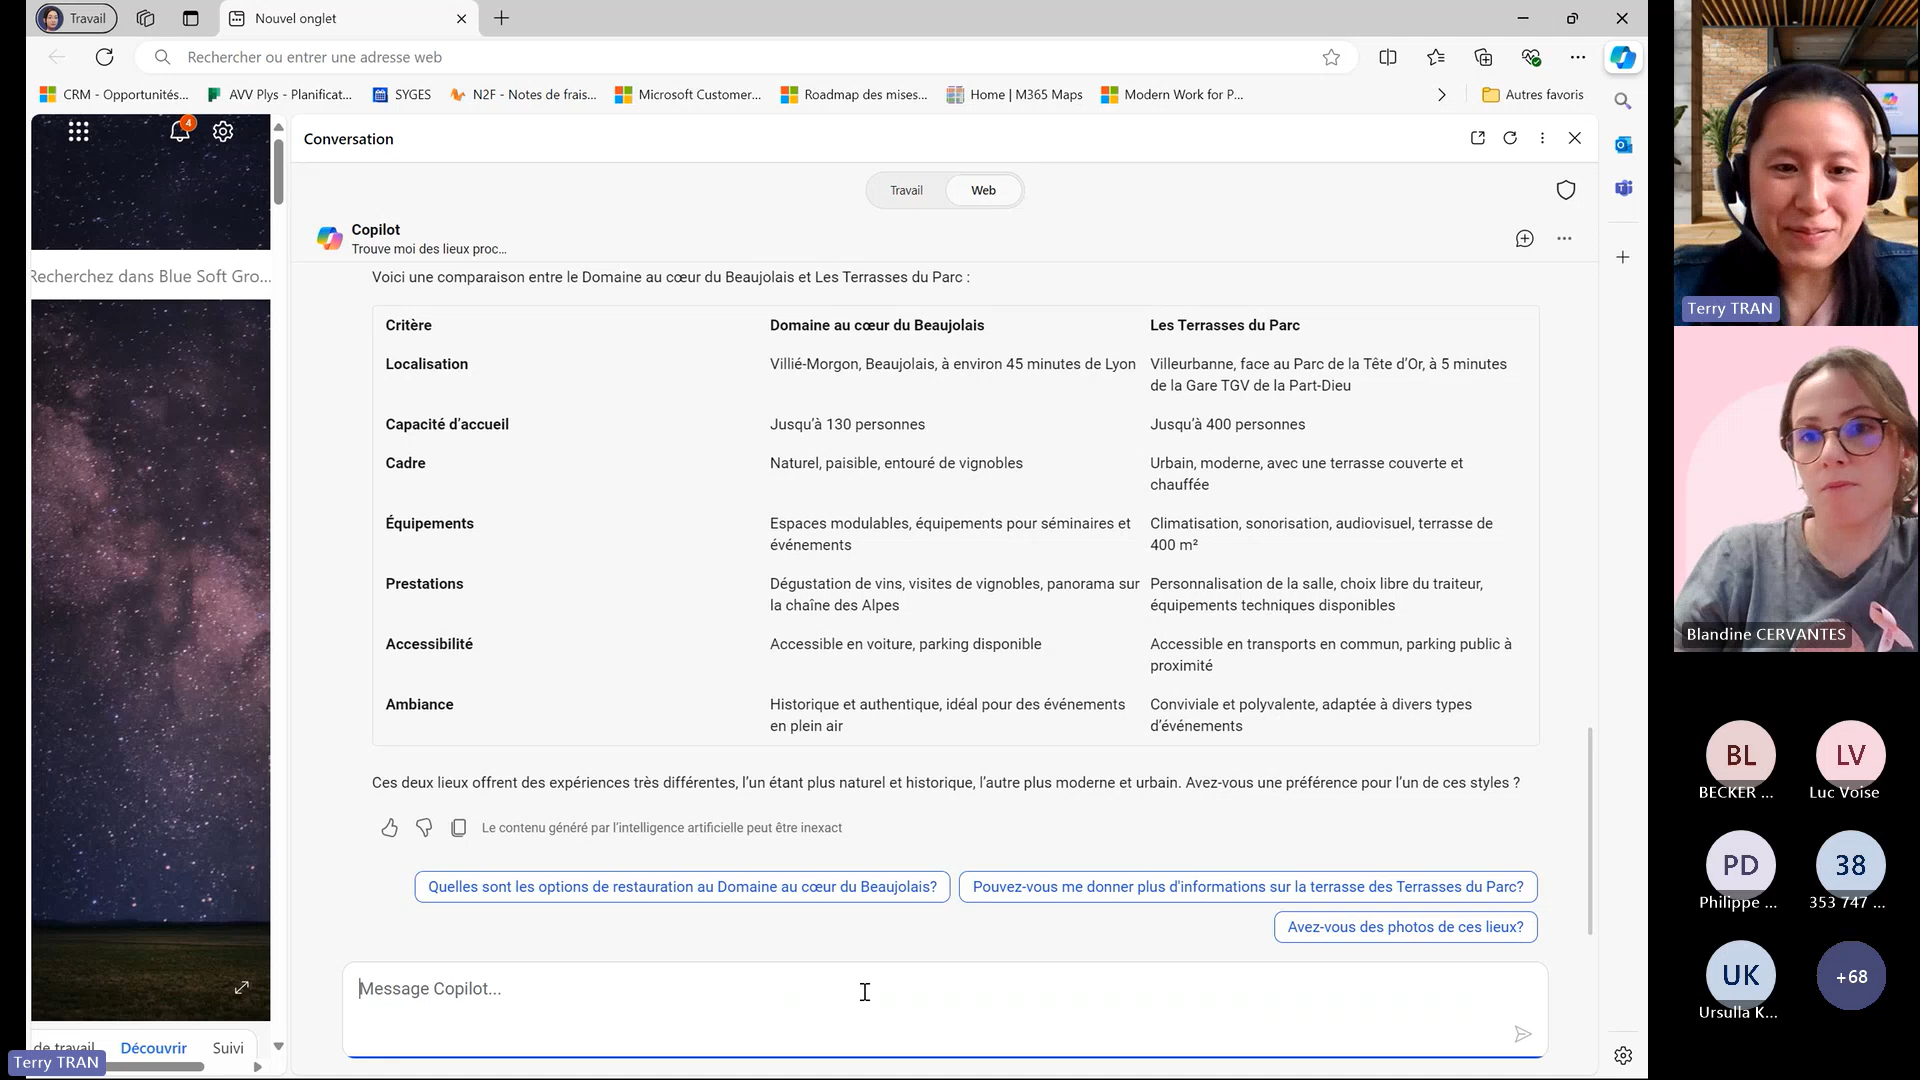 Travail
Nouvel onglet
Rechercher ou entrer une adresse web
CRM - Opportunités...
AVV Plys - Planificat...
SYGES
N2F - Notes de frais...
Microsoft Customer...
Roadmap des mises...
Home | M365 Maps
Modern Work for P...
Autres favoris
4
Recherchez dans Blue Soft Gro...
de travail
Découvrir
Suivi
Terry TRAN
Conversation
Travail
Web
Copilot
Trouve moi des lieux proc...
Voici une comparaison entre le Domaine au cœur du Beaujolais et Les Terrasses du Parc :
Critère
Domaine au cœur du Beaujolais
Les Terrasses du Parc
Localisation
Villié-Morgon, Beaujolais, à environ 45 minutes de Lyon
Villeurbanne, face au Parc de la Tête d’Or, à 5 minutes
de la Gare TGV de la Part-Dieu
Capacité d’accueil
Jusqu’à 130 personnes
Jusqu’à 400 personnes
Cadre
Naturel, paisible, entouré de vignobles
Urbain, moderne, avec une terrasse couverte et
chauffée
Équipements
Espaces modulables, équipements pour séminaires et
événements
Climatisation, sonorisation, audiovisuel, terrasse de
400 m²
Prestations
Dégustation de vins, visites de vignobles, panorama sur
la chaîne des Alpes
Personnalisation de la salle, choix libre du traiteur,
équipements techniques disponibles
Accessibilité
Accessible en voiture, parking disponible
Accessible en transports en commun, parking public à
proximité
Ambiance
Historique et authentique, idéal pour des événements
en plein air
Conviviale et polyvalente, adaptée à divers types
d’événements
Ces deux lieux offrent des expériences très différentes, l’un étant plus naturel et historique, l’autre plus moderne et urbain. Avez-vous une préférence pour l’un de ces styles ?
Le contenu généré par l’intelligence artificielle peut être inexact
Quelles sont les options de restauration au Domaine au cœur du Beaujolais?
Pouvez-vous me donner plus d'informations sur la terrasse des Terrasses du Parc?
Avez-vous des photos de ces lieux?
Message Copilot...
Terry TRAN
Blandine CERVANTES
BL
BECKER ...
LV
Luc Voise
PD
Philippe ...
38
353 747 ...
UK
Ursulla K...
+68